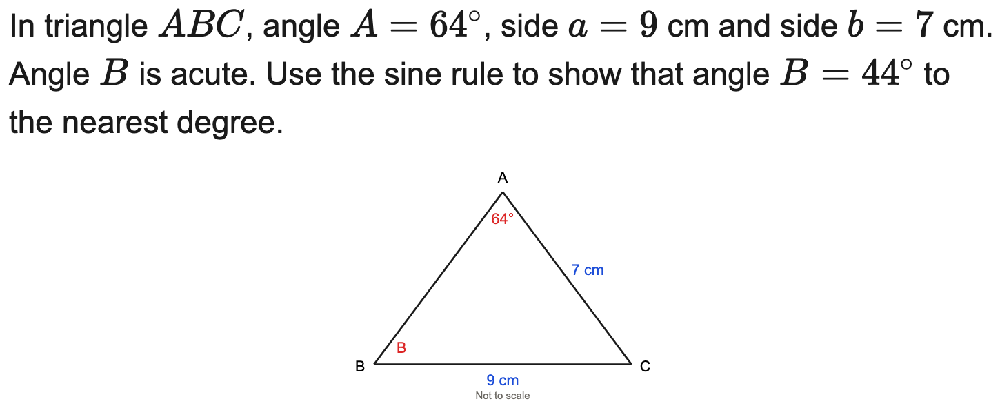 In triangle ABC, angle A = 64°, side a = 9 cm and side b = 7 cm.
Angle B is acute. Use the sine rule to show that angle B = 44° to
the nearest degree.
A
64°
7 cm
B
B
C
9 cm
Not to scale